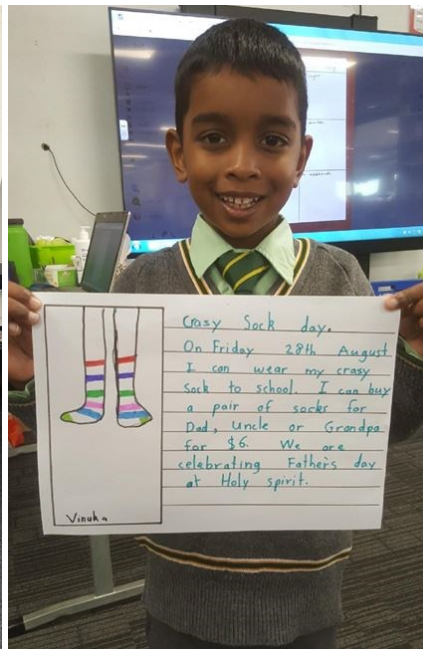 Crasy Sock day.
On Friday 28th August
I can wear my crasy
Sock to school. I can buy
a pair of socks for
Dad, Uncle or Grandpa
for $6. We are
celebrating Father's day
at Holy spirit.
Vinuka